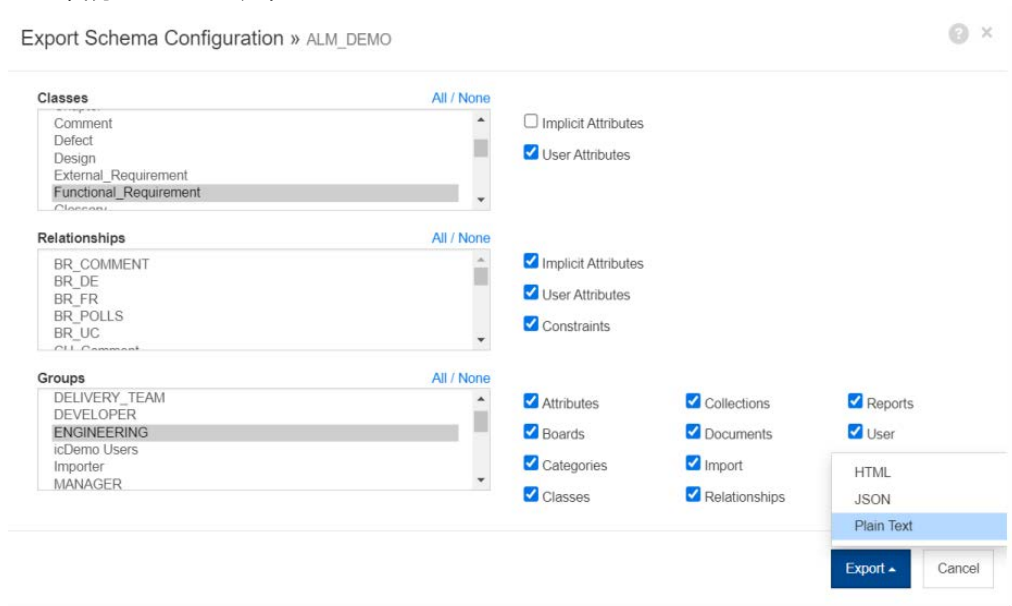 Export Schema Configuration » ALM_DEMO
Classes All / None
Comment
Defect
Design
External_Requirement
Functional_Requirement
Implicit Attributes
User Attributes
Relationships All / None
BR_COMMENT
BR_DE
BR_FR
BR_POLLS
BR_UC
Implicit Attributes
User Attributes
Constraints
Groups All / None
DELIVERY_TEAM
DEVELOPER
ENGINEERING
icDemo Users
Importer
MANAGER
Attributes Collections Reports
Boards Documents User
Categories Import
Classes Relationships
HTML
JSON
Plain Text
Export Cancel